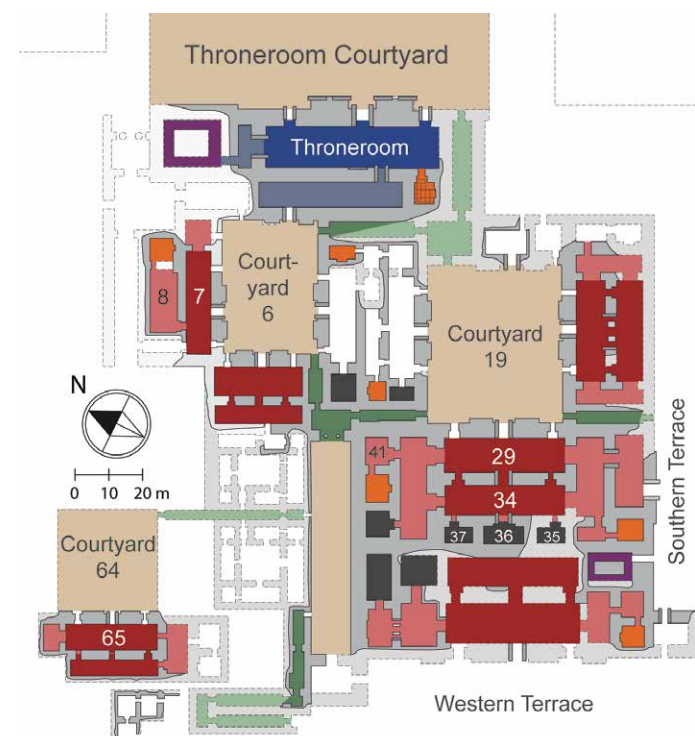 Throneroom Courtyard
Throneroom
Court-
yard
6
8
7
Courtyard
19
N
0 10 20 m
41
29
34
37
36
35
Southern Terrace
Courtyard
64
65
Western Terrace